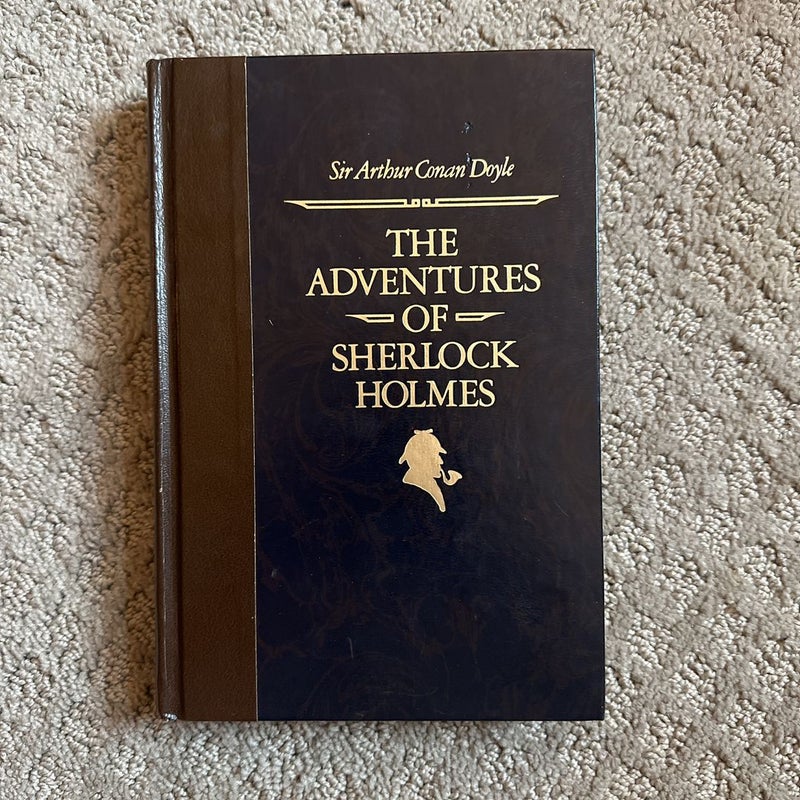 Sir Arthur Conan Doyle
THE
ADVENTURES
OF
SHERLOCK
HOLMES